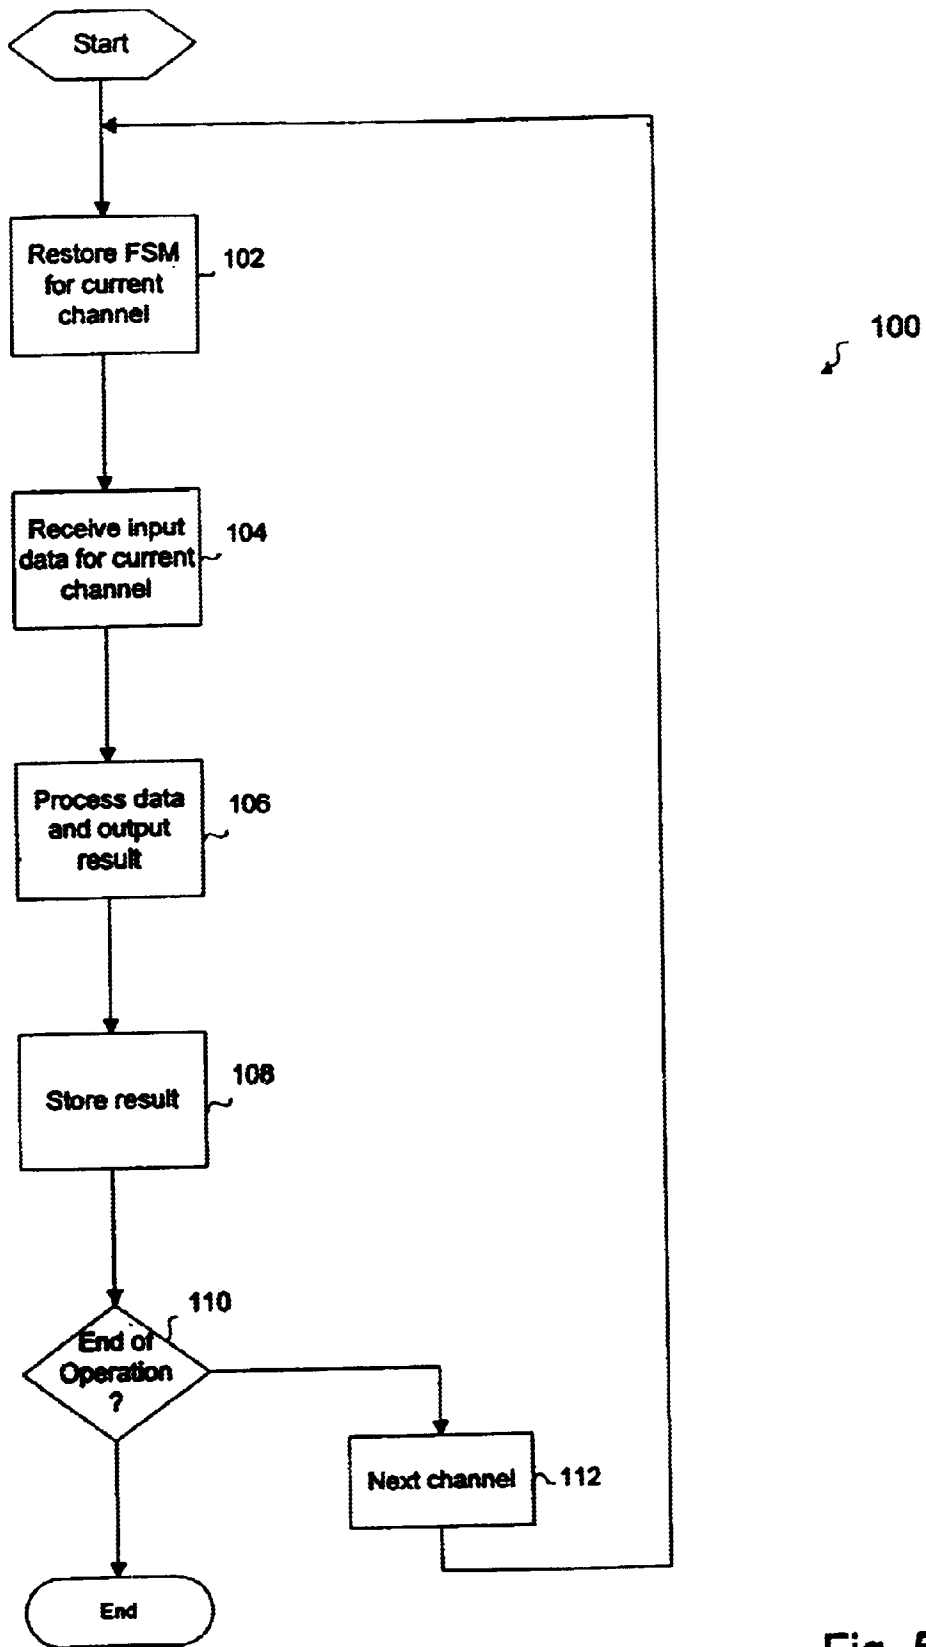 Start
Restore FSM
for current
channel
102
100
Receive input
data for current
channel
104
Process data
and output
result
106
Store result
108
End of
Operation
?
110
Next channel
112
End
Fig.